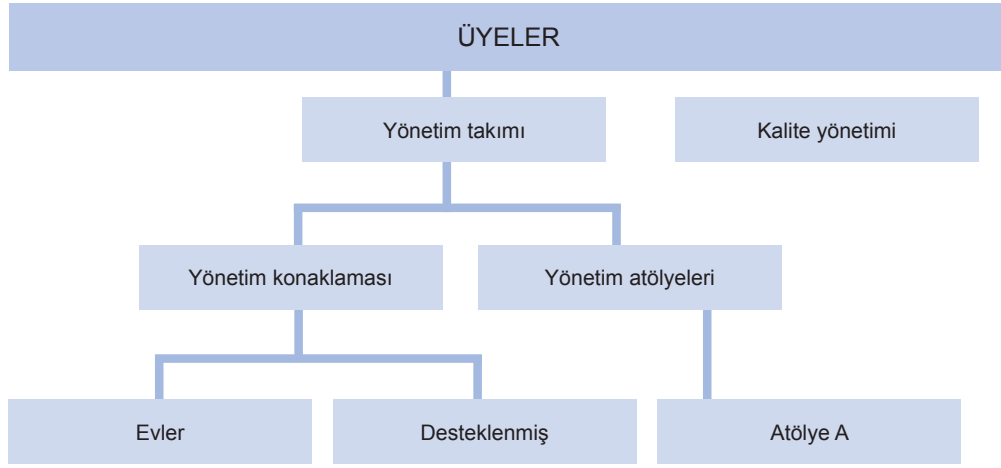 ÜYELER
Yönetim takımı
Kalite yönetimi
Yönetim konaklaması
Yönetim atölyeleri
Evler
Desteklenmiş
Atölye A